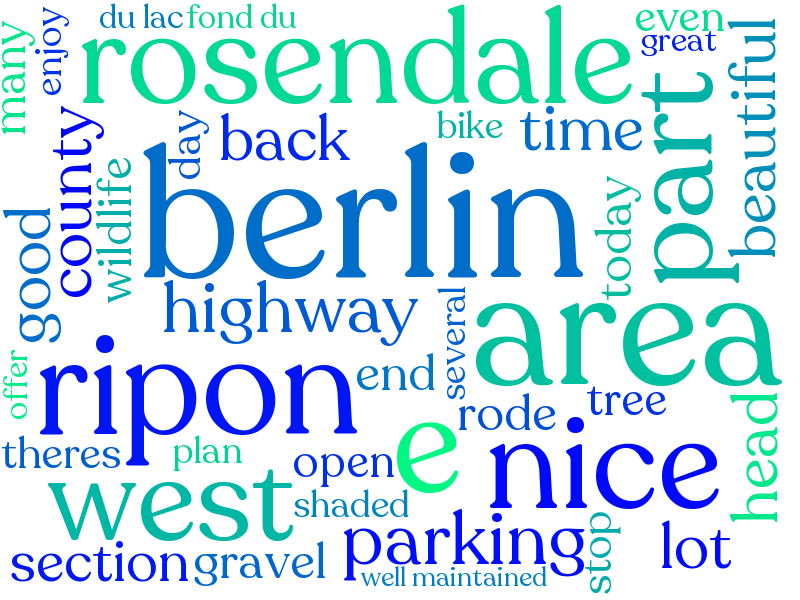 du lac fond du even
enjoy
many
rosendale
great
beautiful
part
county
day
back
bike time
wildlife
berlin
today
good
highway
several
area
offer
ripon
end
rode tree
head
theres plan
open
e
nice
west
shaded
section gravel
parking
stop
lot
well maintained